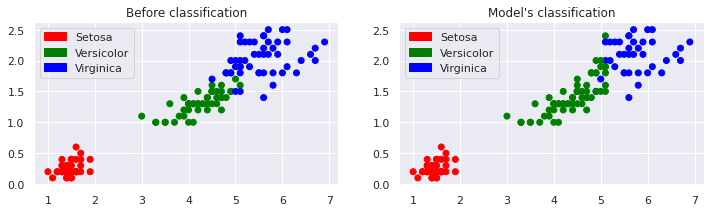 Before classification
Setosa
Versicolor
Virginica
2.5
2.0
1.5
1.0
0.5
0.0
1 2 3 4 5 6 7
Model's classification
Setosa
Versicolor
Virginica
2.5
2.0
1.5
1.0
0.5
0.0
1 2 3 4 5 6 7